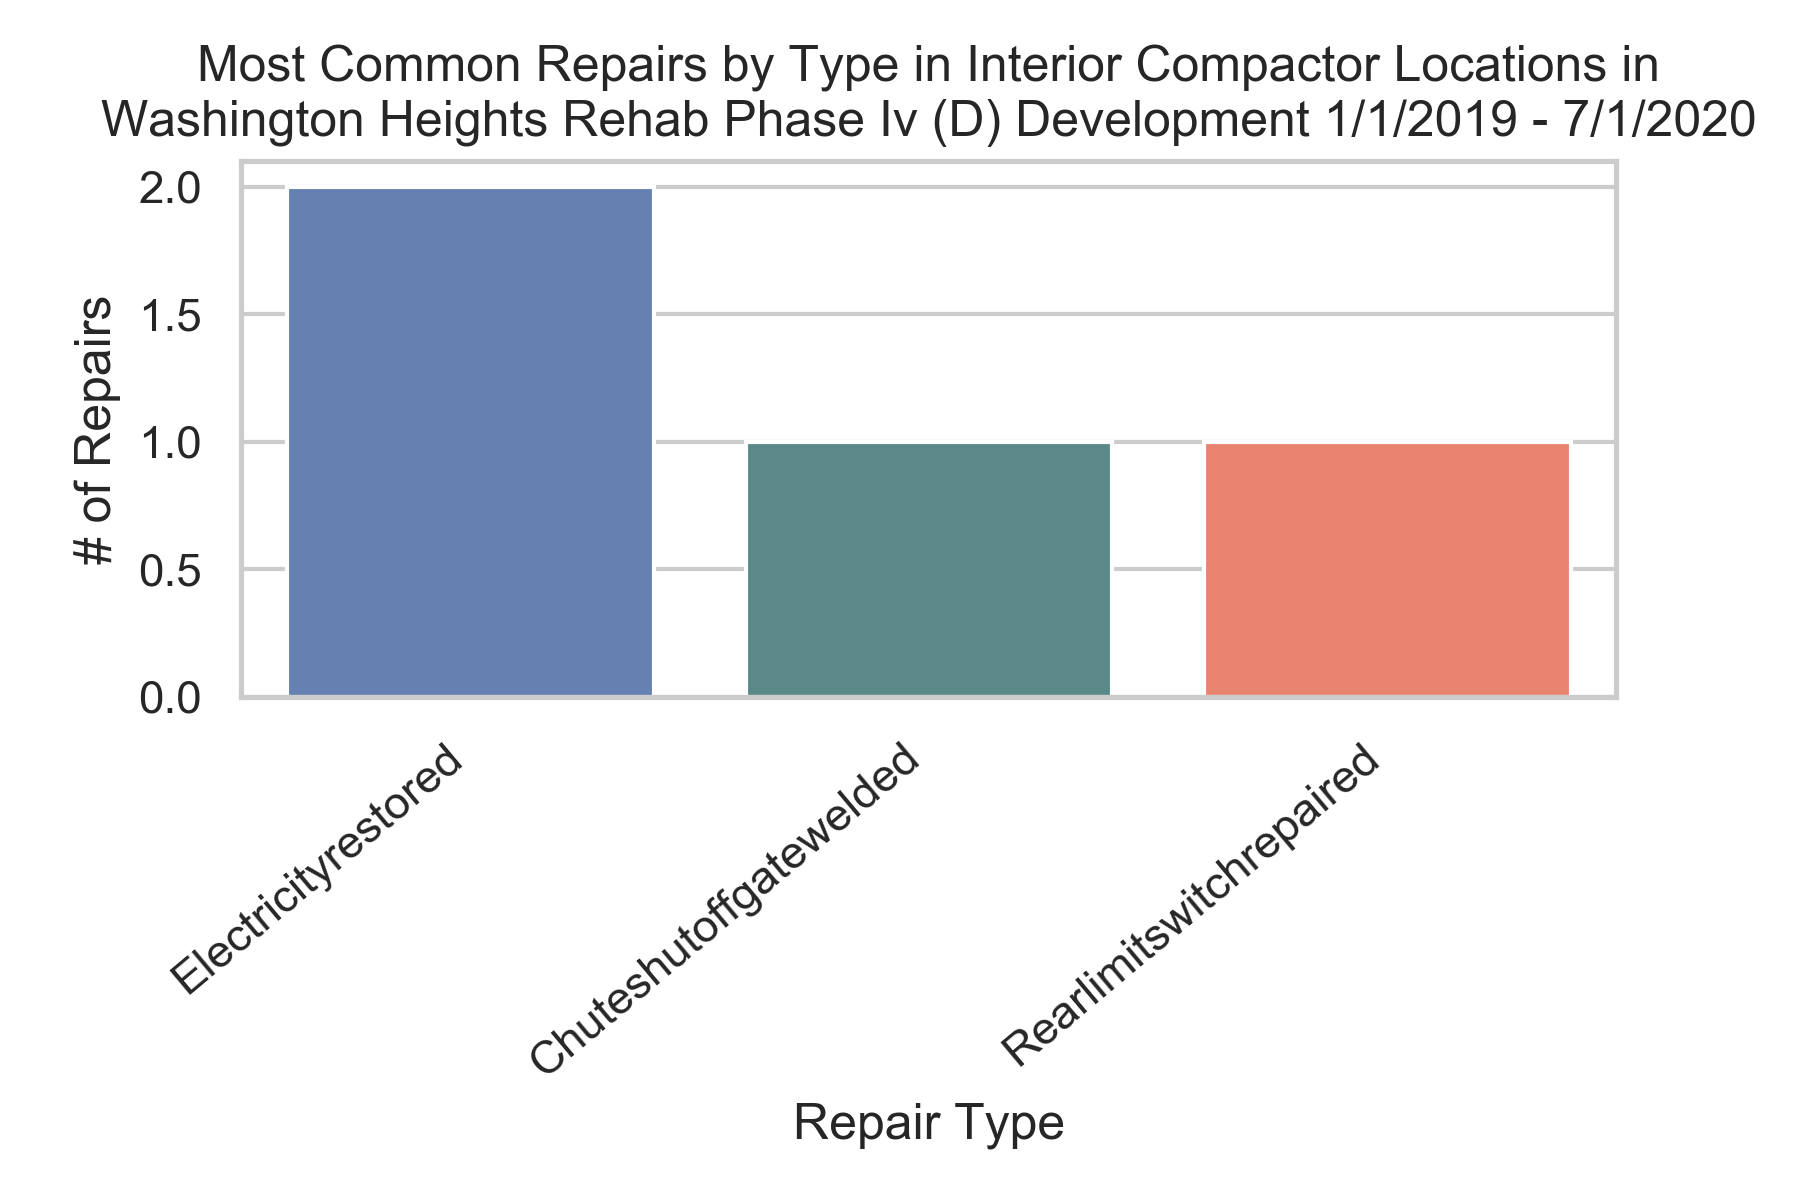 Most Common Repairs by Type in Interior Compactor Locations in
Washington Heights Rehab Phase Iv (D) Development 1/1/2019 - 7/1/2020
2.0
1.5
1.0
0.5
0.0
# of Repairs
Electricityrestored
Chuteshutoffgatewelded
Rearlimitswitchrepaired
Repair Type